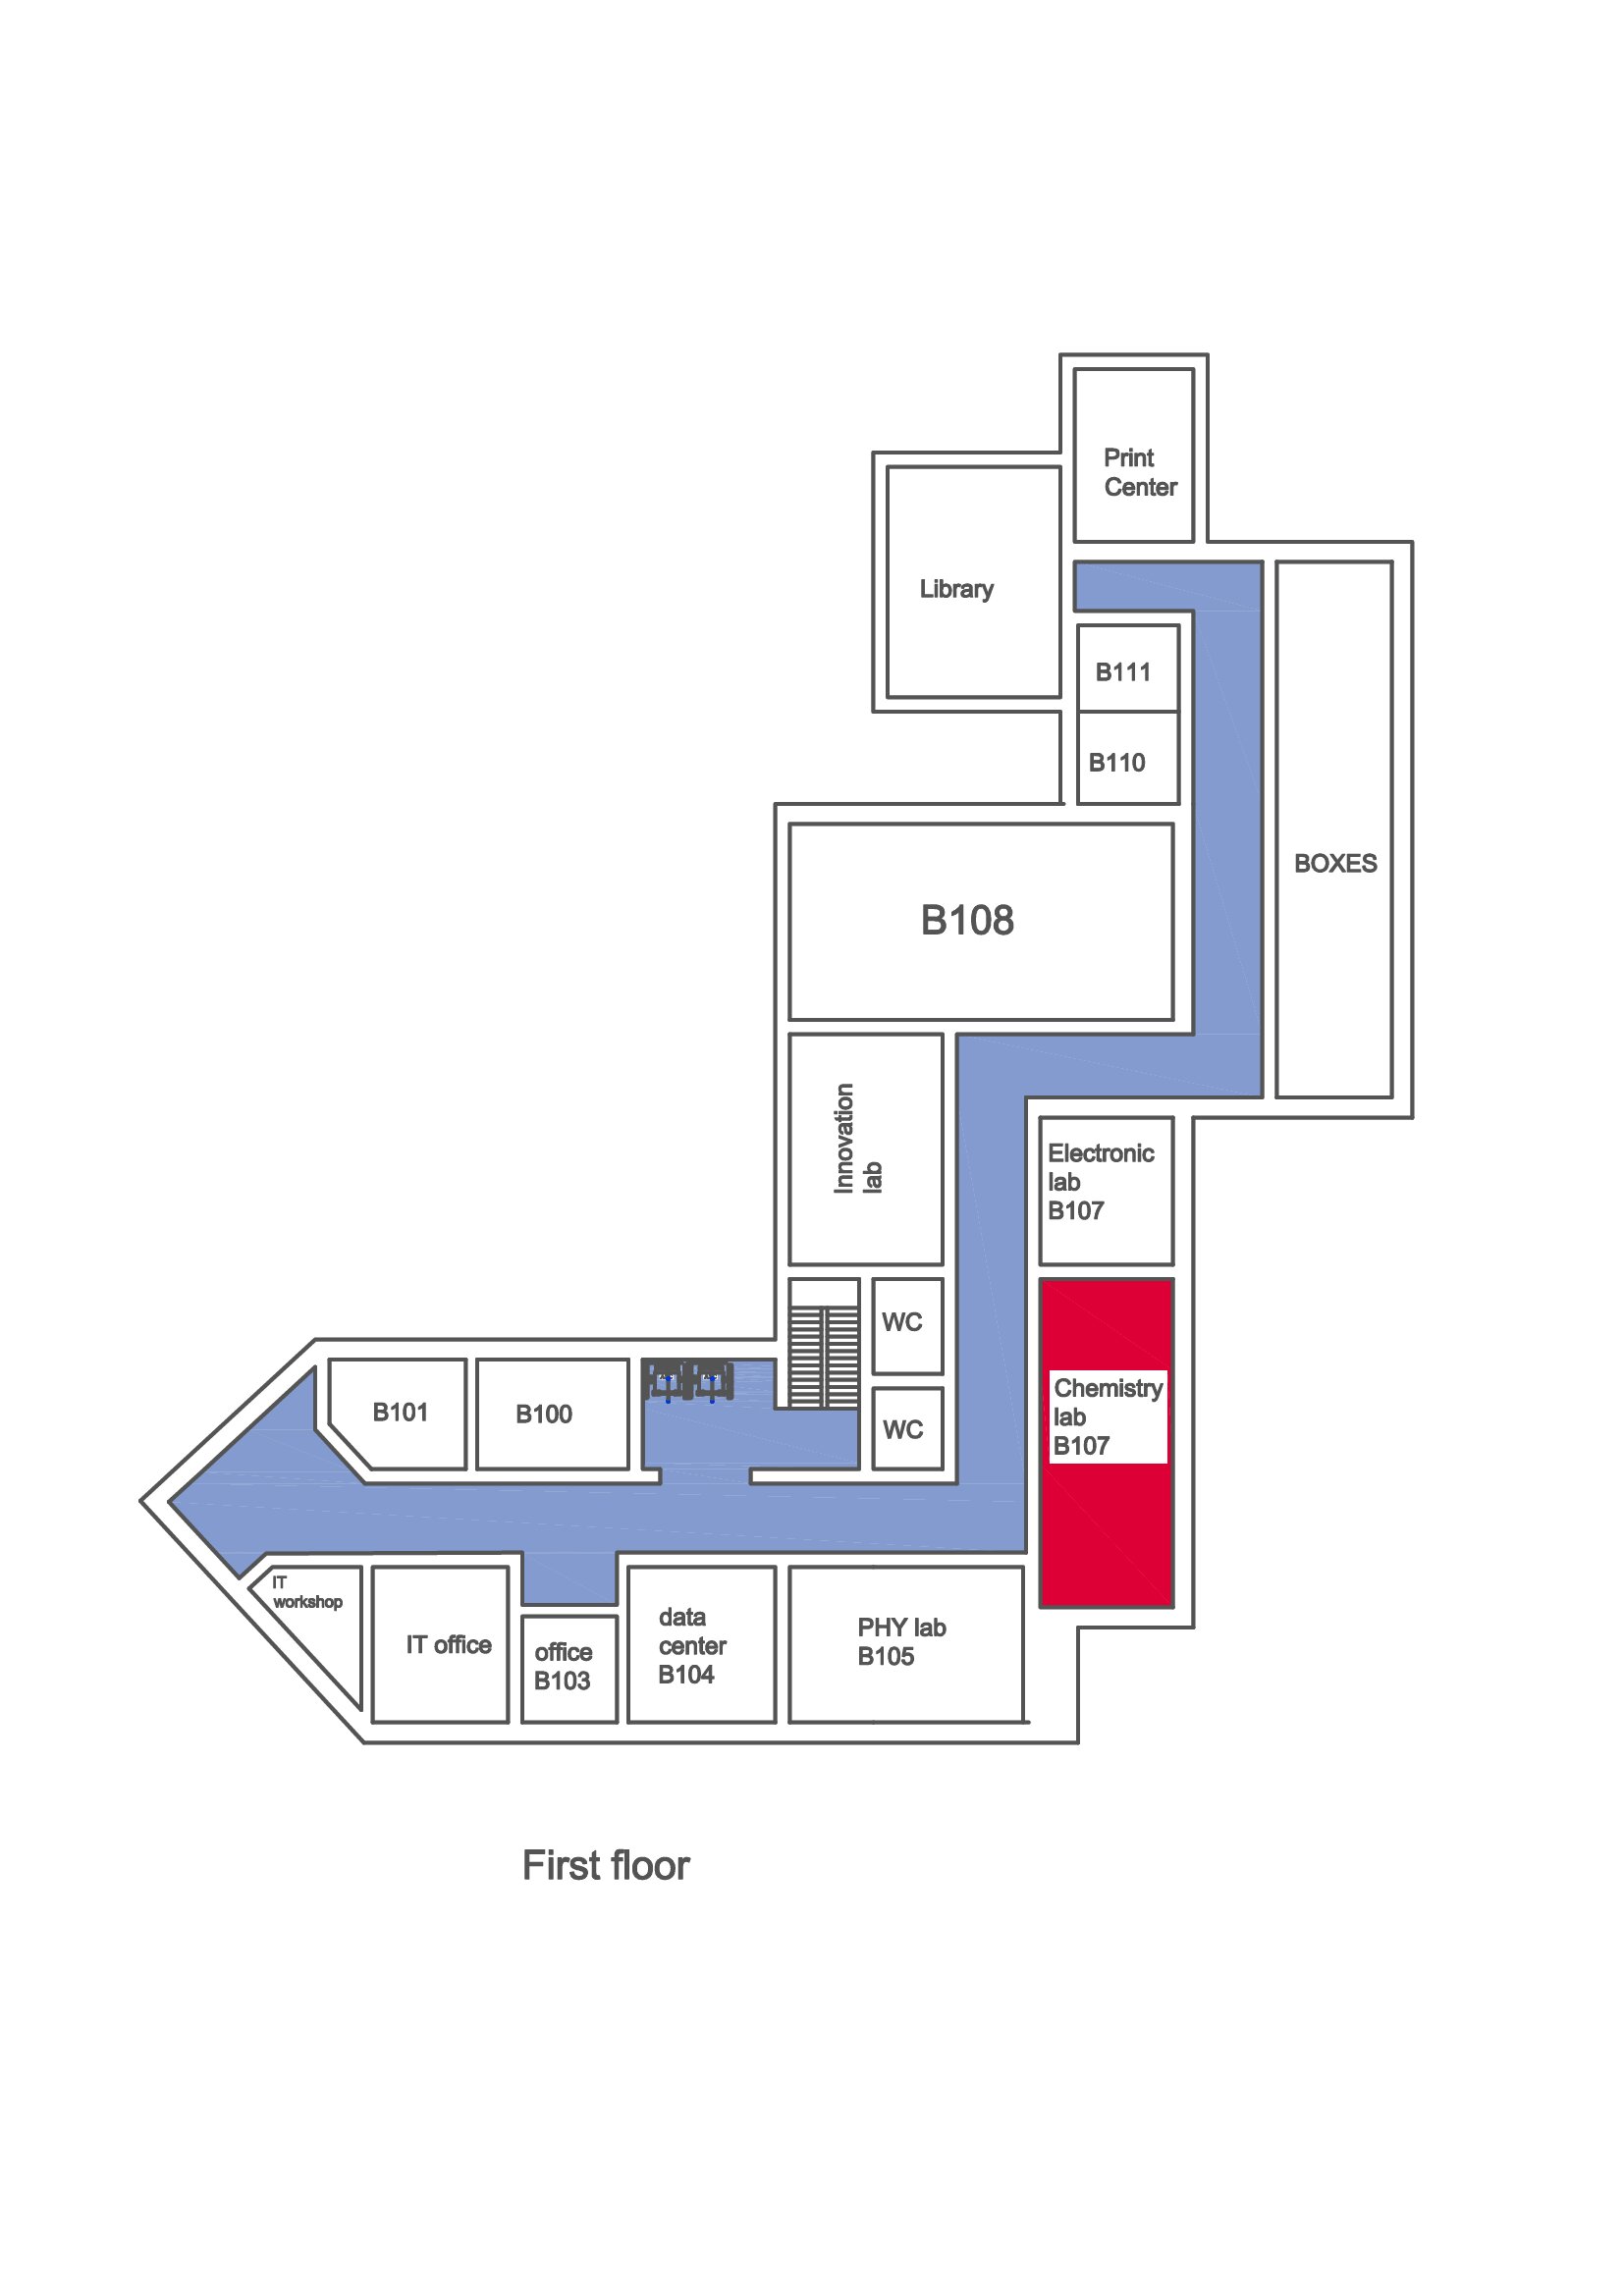 Print
Center
Library
B111
B110
BOXES
B108
Innovation
lab
Electronic
lab
B107
WC
Chemistry
lab
B107
B101
B100
WC
IT
workshop
IT office
office
B103
data
center
B104
PHY lab
B105
First floor